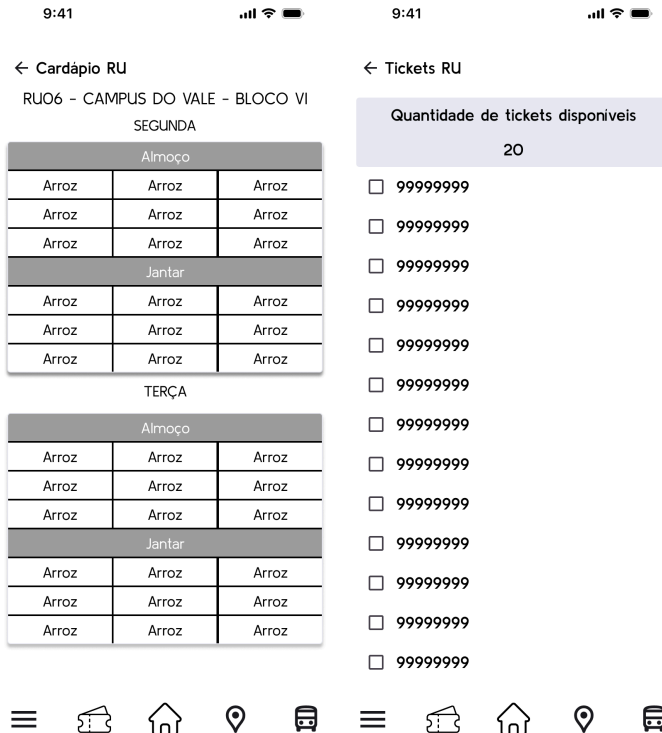 9:41
Cardápio RU
RU06 - CAMPUS DO VALE - BLOCO VI
SEGUNDA
Almoço
Arroz Arroz Arroz
Arroz Arroz Arroz
Arroz Arroz Arroz
Jantar
Arroz Arroz Arroz
Arroz Arroz Arroz
Arroz Arroz Arroz
TERÇA
Almoço
Arroz Arroz Arroz
Arroz Arroz Arroz
Arroz Arroz Arroz
Jantar
Arroz Arroz Arroz
Arroz Arroz Arroz
Arroz Arroz Arroz
9:41
Tickets RU
Quantidade de tickets disponíveis
20
99999999
99999999
99999999
99999999
99999999
99999999
99999999
99999999
99999999
99999999
99999999
99999999
99999999